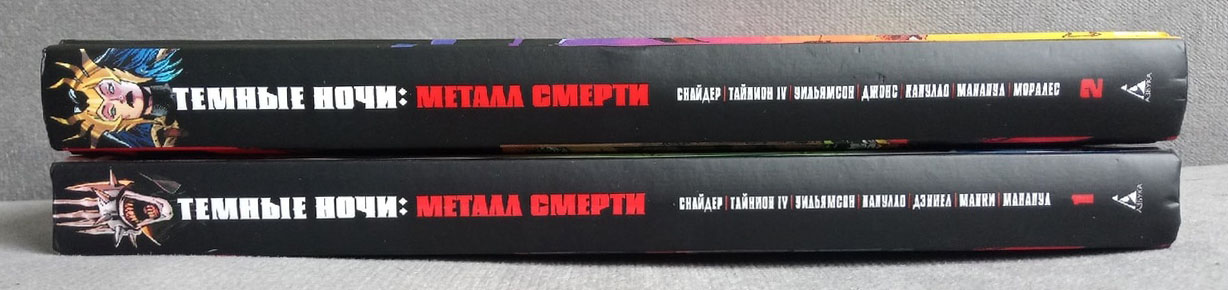 ТЕМНЫЕ НОЧИ: МЕТАЛЛ СМЕРТИ СНАЙДЕР | ТАЙНИОН IV | УИЛЬЯМСОН | ДЖОНС | КАПУЛЛО | МАНАПУЛ | МОРАЛЕС 2 АЗБУКА
ТЕМНЫЕ НОЧИ: МЕТАЛЛ СМЕРТИ СНАЙДЕР | ТАЙНИОН IV | УИЛЬЯМСОН | КАПУЛЛО | ДЭНИЕЛ | МАНКИ | МАНАПУЛ 1 АЗБУКА